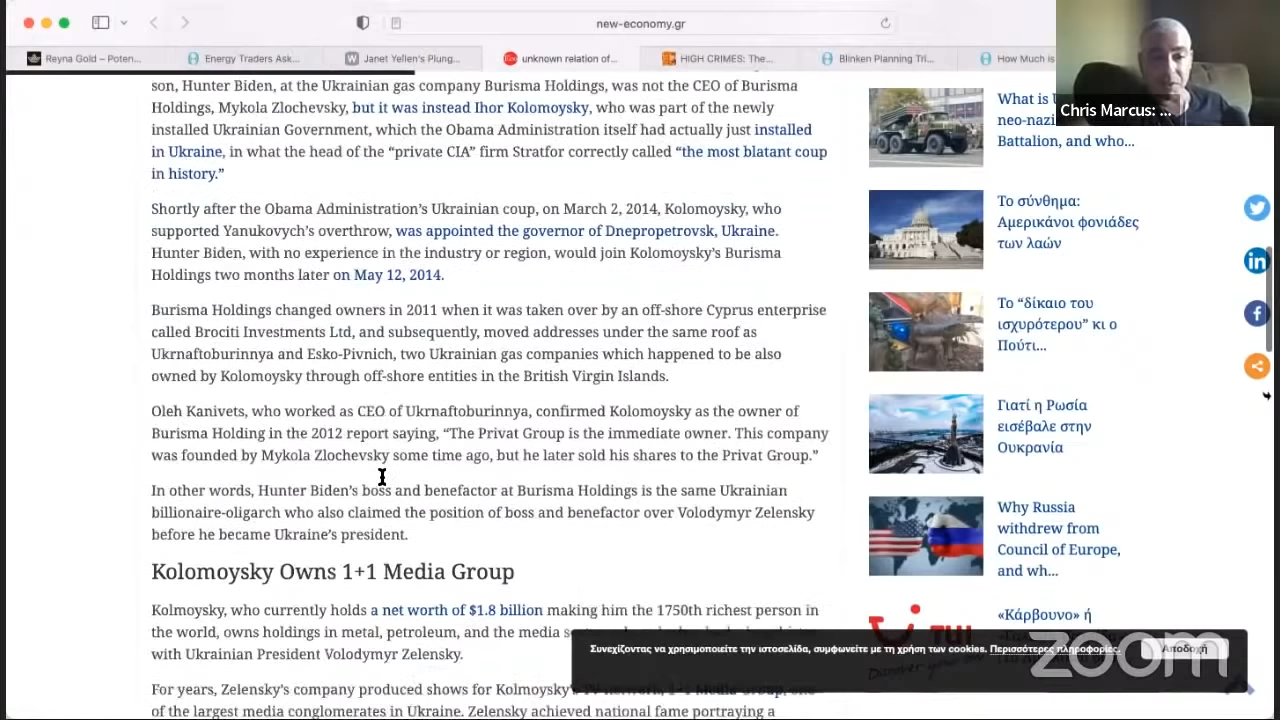 new-economy.gr
Reyna Gold – Poten...
Energy Traders Ask...
Janet Yellen's Plung...
unknown relation of...
HIGH CRIMES: The...
Blinken Planning Tri...
How Much is
Chris Marcus: ...
son, Hunter Biden, at the Ukrainian gas company Burisma Holdings, was not the CEO of Burisma
Holdings, Mykola Zlochevsky, but it was instead Ihor Kolomoysky, who was part of the newly
installed Ukrainian Government, which the Obama Administration itself had actually just installed
in Ukraine, in what the head of the “private CIA” firm Stratfor correctly called “the most blatant coup
in history.”
Shortly after the Obama Administration’s Ukrainian coup, on March 2, 2014, Kolomoysky, who
supported Yanukovych’s overthrow, was appointed the governor of Dnepropetrovsk, Ukraine.
Hunter Biden, with no experience in the industry or region, would join Kolomoysky’s Burisma
Holdings two months later on May 12, 2014.
Burisma Holdings changed owners in 2011 when it was taken over by an off-shore Cyprus enterprise
called Brociti Investments Ltd, and subsequently, moved addresses under the same roof as
Ukrnaftoburinnya and Esko-Pivnich, two Ukrainian gas companies which happened to be also
owned by Kolomoysky through off-shore entities in the British Virgin Islands.
Oleh Kanivets, who worked as CEO of Ukrnaftoburinnya, confirmed Kolomoysky as the owner of
Burisma Holding in the 2012 report saying, “The Privat Group is the immediate owner. This company
was founded by Mykola Zlochevsky some time ago, but he later sold his shares to the Privat Group.”
In other words, Hunter Biden’s boss and benefactor at Burisma Holdings is the same Ukrainian
billionaire-oligarch who also claimed the position of boss and benefactor over Volodymyr Zelensky
before he became Ukraine’s president.
Kolomoysky Owns 1+1 Media Group
Kolmoysky, who currently holds a net worth of $1.8 billion making him the 1750th richest person in
the world, owns holdings in metal, petroleum, and the media
with Ukrainian President Volodymyr Zelensky.
For years, Zelensky’s company produced shows for Kolmoysky’s TV network, 1+1 Media Group, one
of the largest media conglomerates in Ukraine. Zelensky achieved national fame portraying a
What is
neo-nazi
Battalion, and who...
Το σύνθημα:
Αμερικάνοι φονιάδες
των λαών
Το “δίκαιο του
ισχυρότερου” κι ο
Πούτι...
Γιατί η Ρωσία
εισέβαλε στην
Ουκρανία
Why Russia
withdrew from
Council of Europe,
and wh...
«Κάρβουνο» ή
TUI
Συνεχίζοντας να χρησιμοποιείτε την ιστοσελίδα, συμφωνείτε με τη χρήση των cookies. Περισσότερες πληροφορίες.
Αποδοχή
zoom